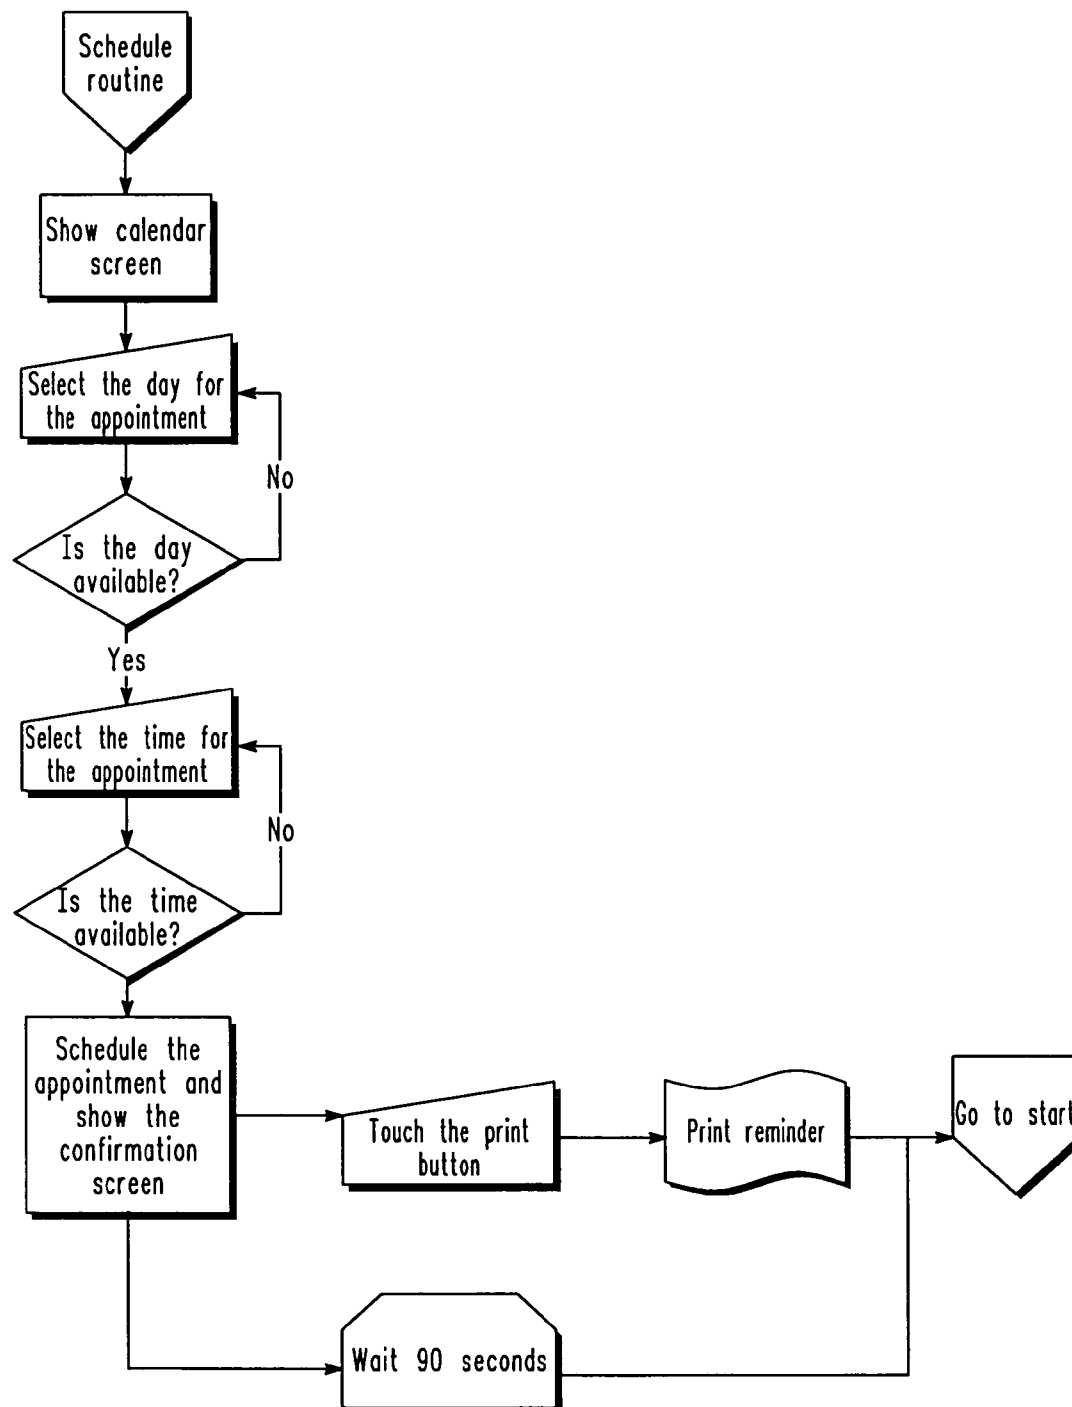 Schedule
routine
Show calendar
screen
Select the day for
the appointment
No
Is the day
available?
Yes
Select the time for
the appointment
No
Is the time
available?
Schedule the
appointment and
show the
confirmation
screen
Touch the print
button
Print reminder
Go to start
Wait 90 seconds